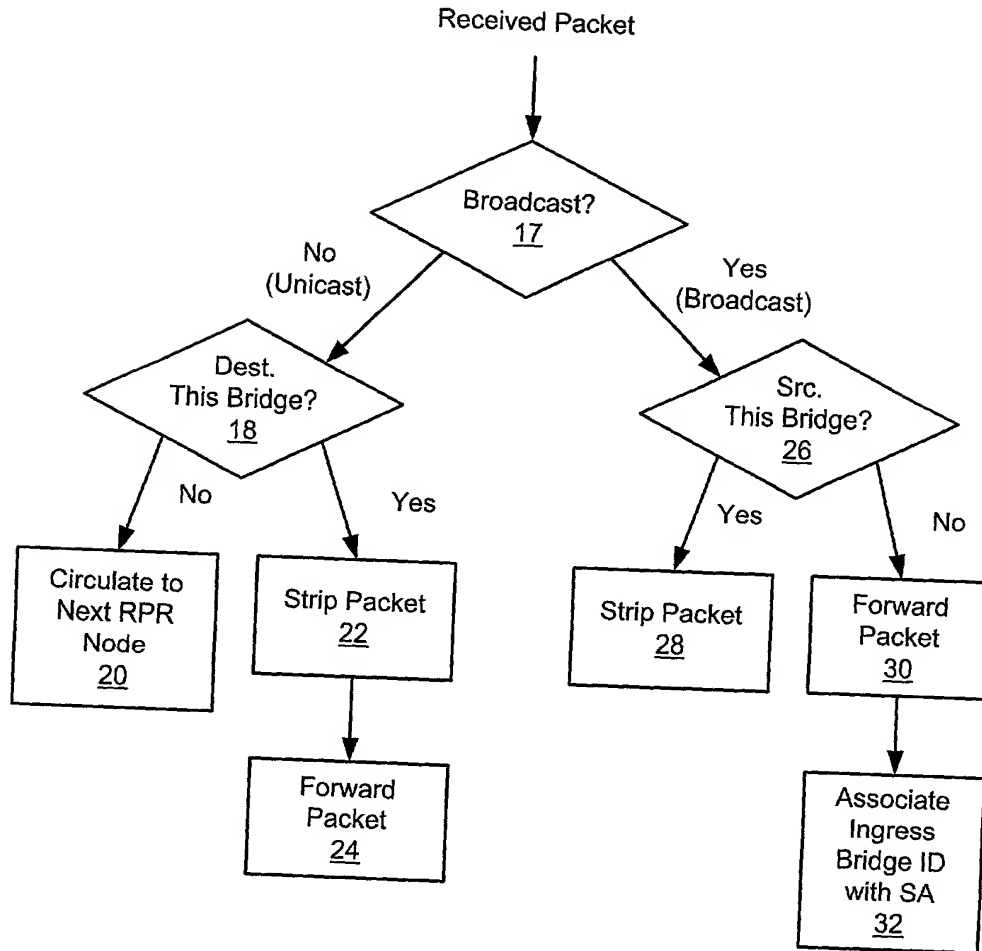 Received Packet
Broadcast?
17
No
(Unicast)
Yes
(Broadcast)
Dest.
This Bridge?
18
Src.
This Bridge?
26
No
Yes
Yes
No
Circulate to
Next RPR
Node
20
Strip Packet
22
Strip Packet
28
Forward
Packet
30
Forward
Packet
24
Associate
Ingress
Bridge ID
with SA
32